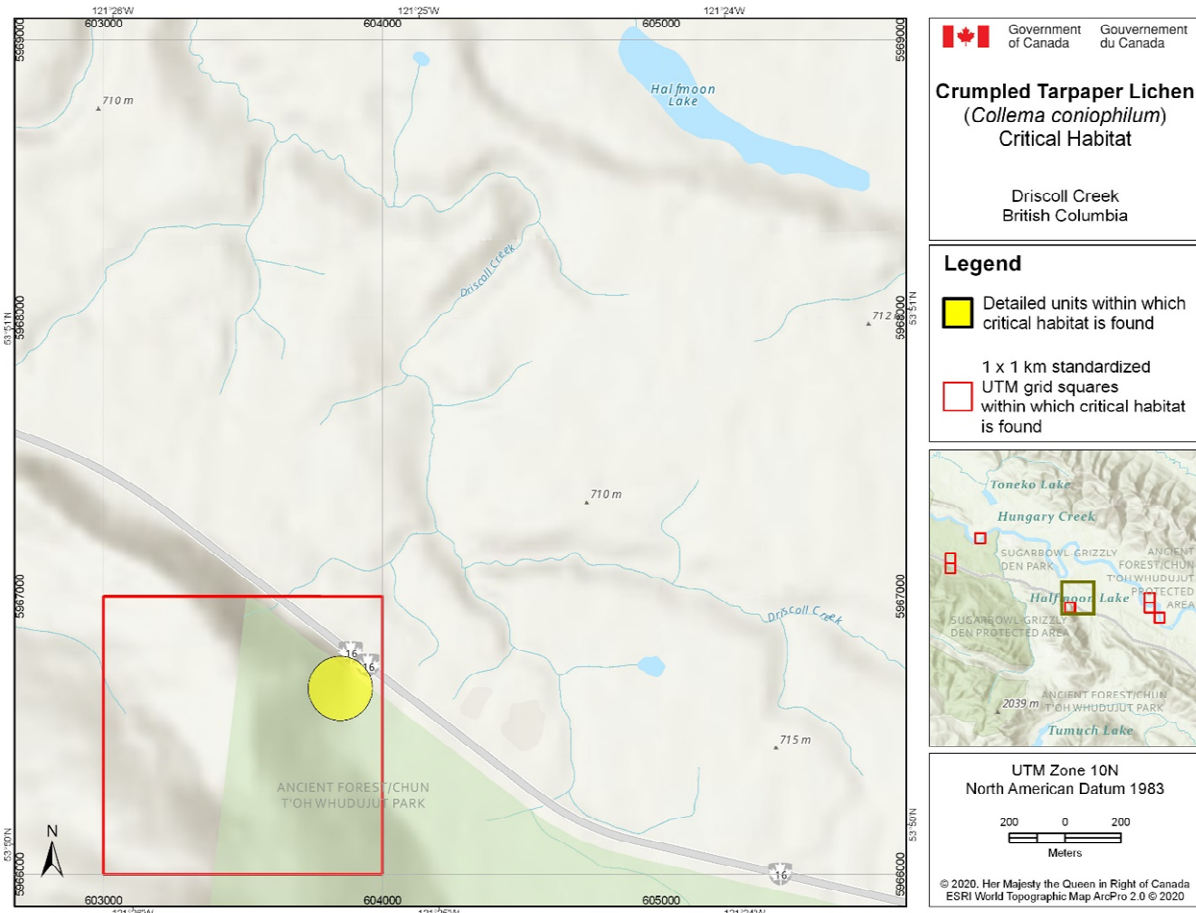 121°26'W
121°25'W
121°24'W
603000
604000
605000
5969000
5969000
710 m
Halfmoon
Lake
Driscoll Creek
53°51'N
5968000
712
5968000
53°51'N
710 m
5967000
5967000
Driscoll Creek
16
16
715 m
ANCIENT FOREST/CHUN
T'OH WHUDUJUT PARK
N
53°50'N
5966000
16
5966000
53°50'N
603000
604000
605000
121°26'W
121°25'W
121°24'W
Government
of Canada
Gouvernement
du Canada
Crumpled Tarpaper Lichen
(Collema coniophilum)
Critical Habitat
Driscoll Creek
British Columbia
Legend
Detailed units within which
critical habitat is found
1 x 1 km standardized
UTM grid squares
within which critical habitat
is found
Toneko Lake
Hungary Creek
SUGARBOWL-GRIZZLY
DEN PARK
ANCIENT
FOREST/CHUN
T'OH WHUDUJUT
PROTECTED
AREA
Halfmoon Lake
SUGARBOWL-GRIZZLY
DEN PROTECTED AREA
2039 m
ANCIENT FOREST/CHUN
T'OH WHUDUJUT PARK
Tumuch Lake
UTM Zone 10N
North American Datum 1983
200 0 200
Meters
© 2020. Her Majesty the Queen in Right of Canada
ESRI World Topographic Map ArcPro 2.0 © 2020